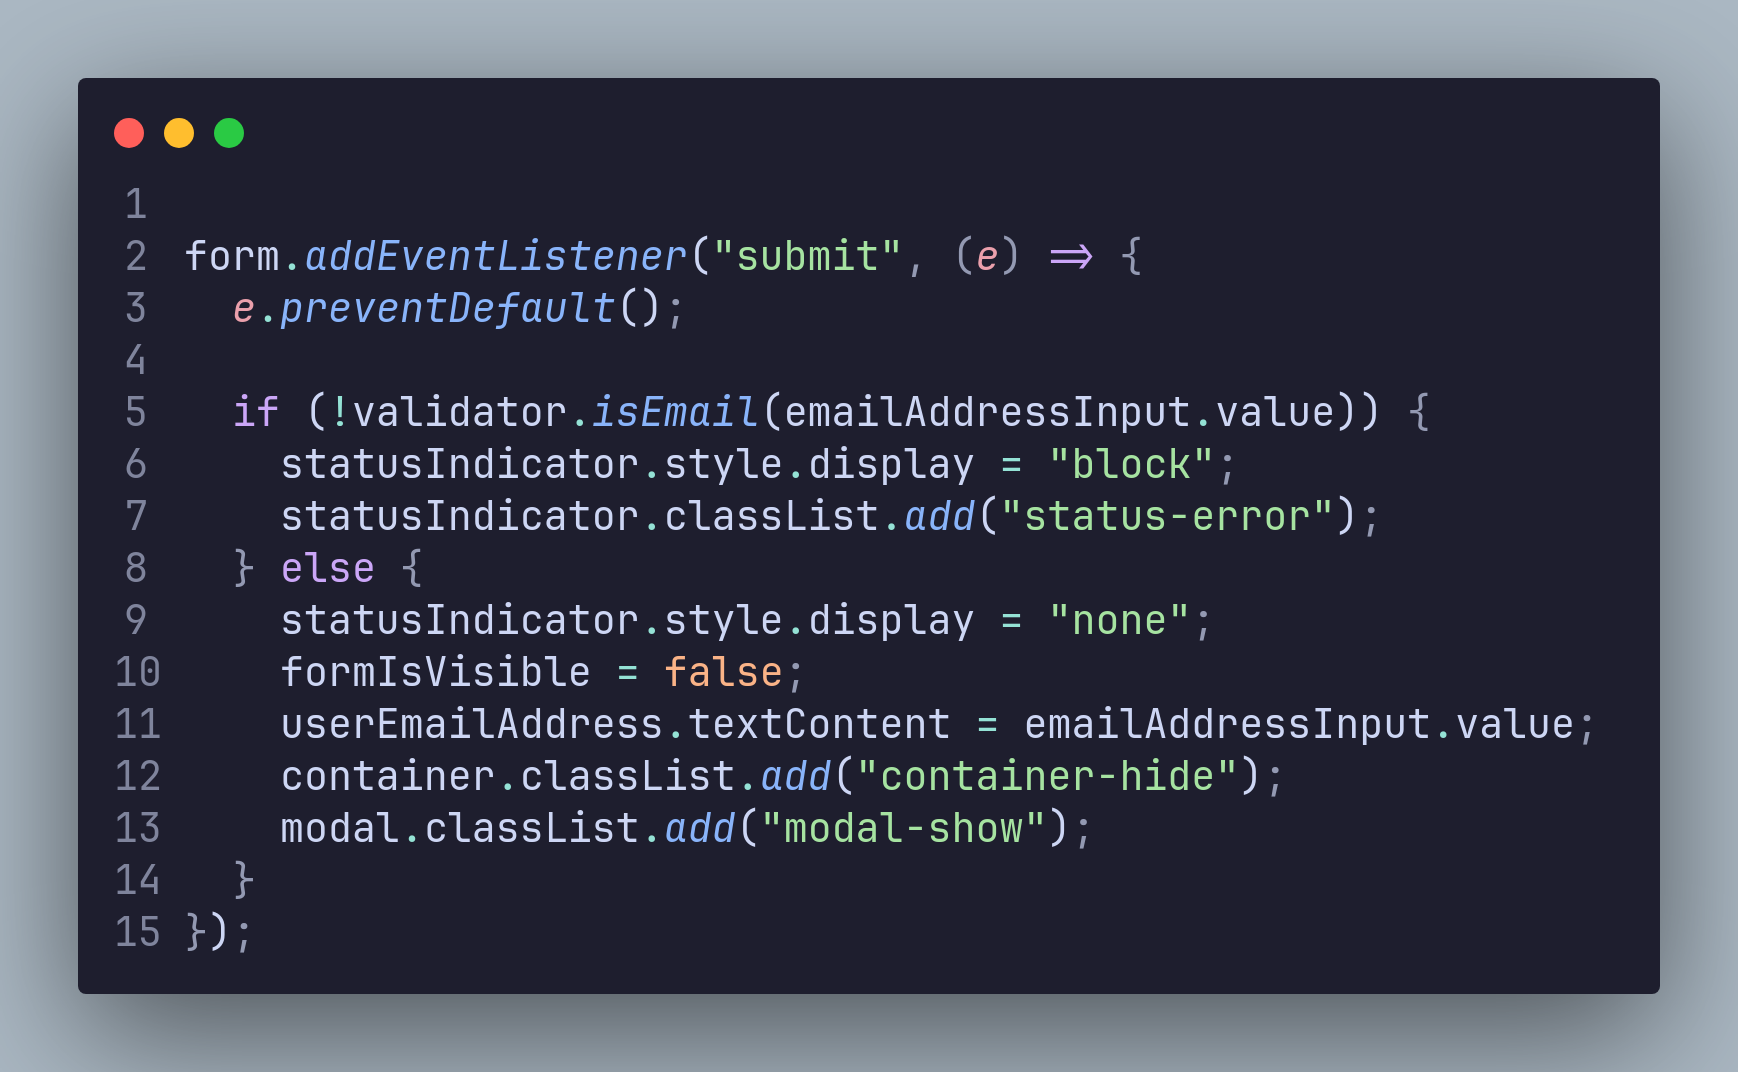 1
2 form.addEventListener("submit", (e) => {
3   e.preventDefault();
4
5   if (!validator.isEmail(emailAddressInput.value)) {
6     statusIndicator.style.display = "block";
7     statusIndicator.classList.add("status-error");
8   } else {
9     statusIndicator.style.display = "none";
10     formIsVisible = false;
11     userEmailAddress.textContent = emailAddressInput.value;
12     container.classList.add("container-hide");
13     modal.classList.add("modal-show");
14   }
15 });